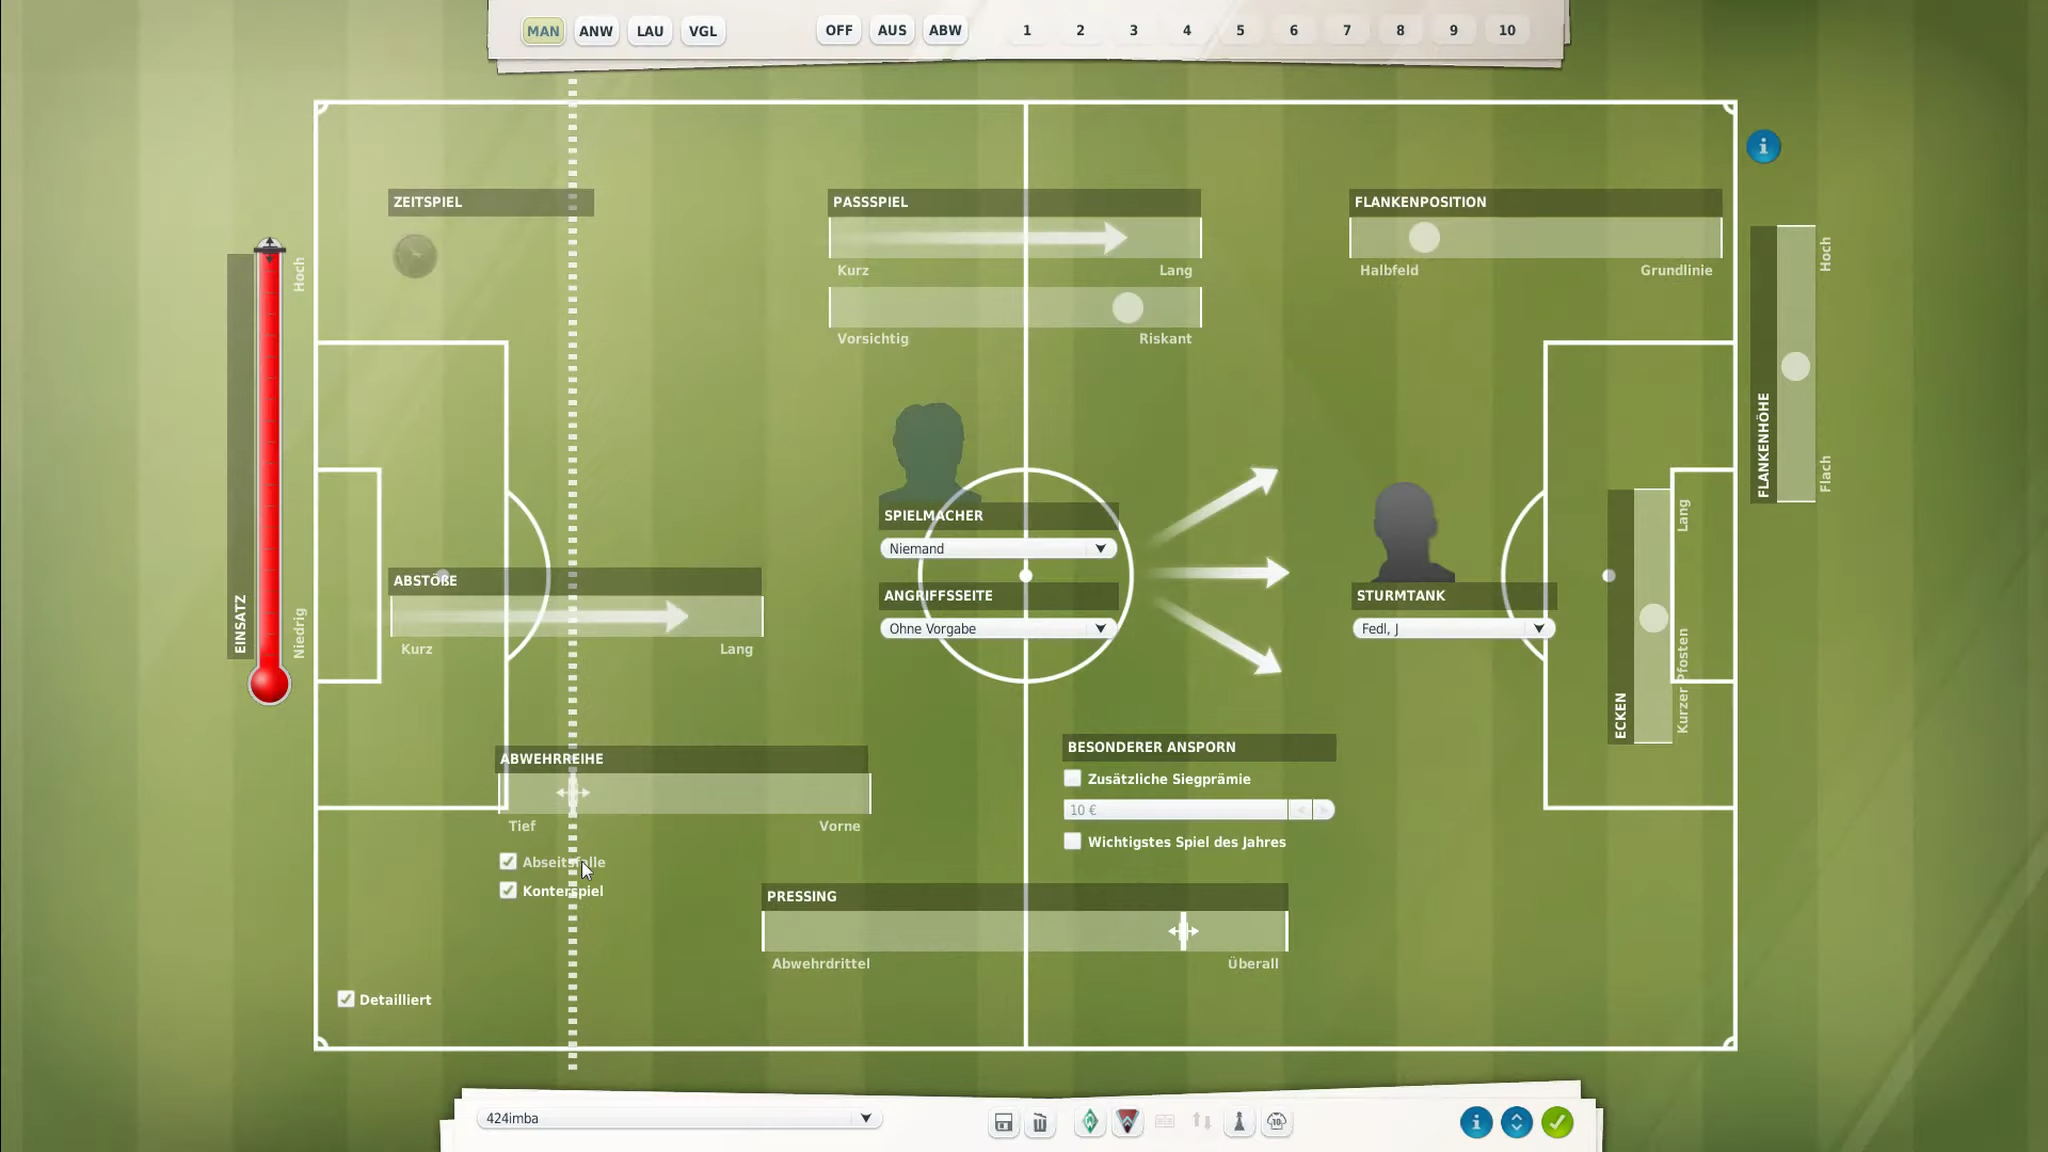 MAN ANW LAU VGL OFF AUS ABW 1 2 3 4 5 6 7 8 9 10
ZEITSPIEL
PASSSPIEL
Kurz Lang
Vorsichtig Riskant
FLANKENPOSITION
Halbfeld Grundlinie
EINSATZ
Hoch
Niedrig
FLANKENHÖHE
Hoch
Flach
SPIELMACHER
Niemand
ANGRIFFSSEITE
Ohne Vorgabe
STURMTANK
Fedl, J
ECKEN
Lang
Kurzer Pfosten
ABSTÖßE
Kurz Lang
ABWEHRREIHE
Tief Vorne
Abseitsfalle
Konterspiel
BESONDERER ANSPORN
Zusätzliche Siegprämie
10 €
Wichtigstes Spiel des Jahres
PRESSING
Abwehrdrittel Überall
Detailliert
424imba